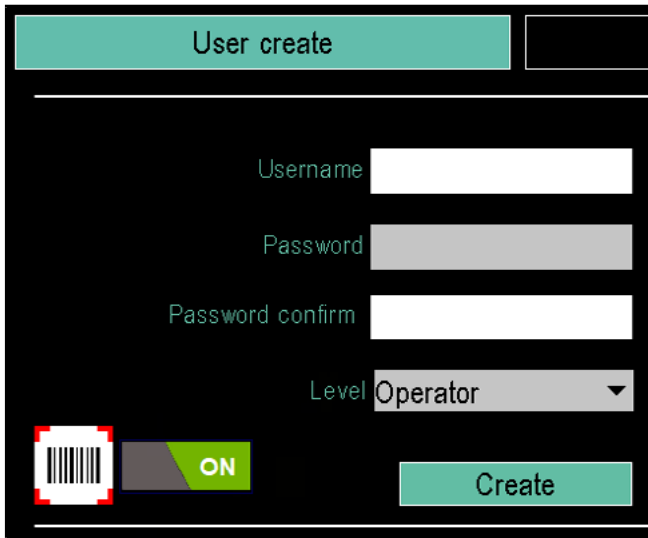 User create
Username
Password
Password confirm
Level Operator
ON
Create